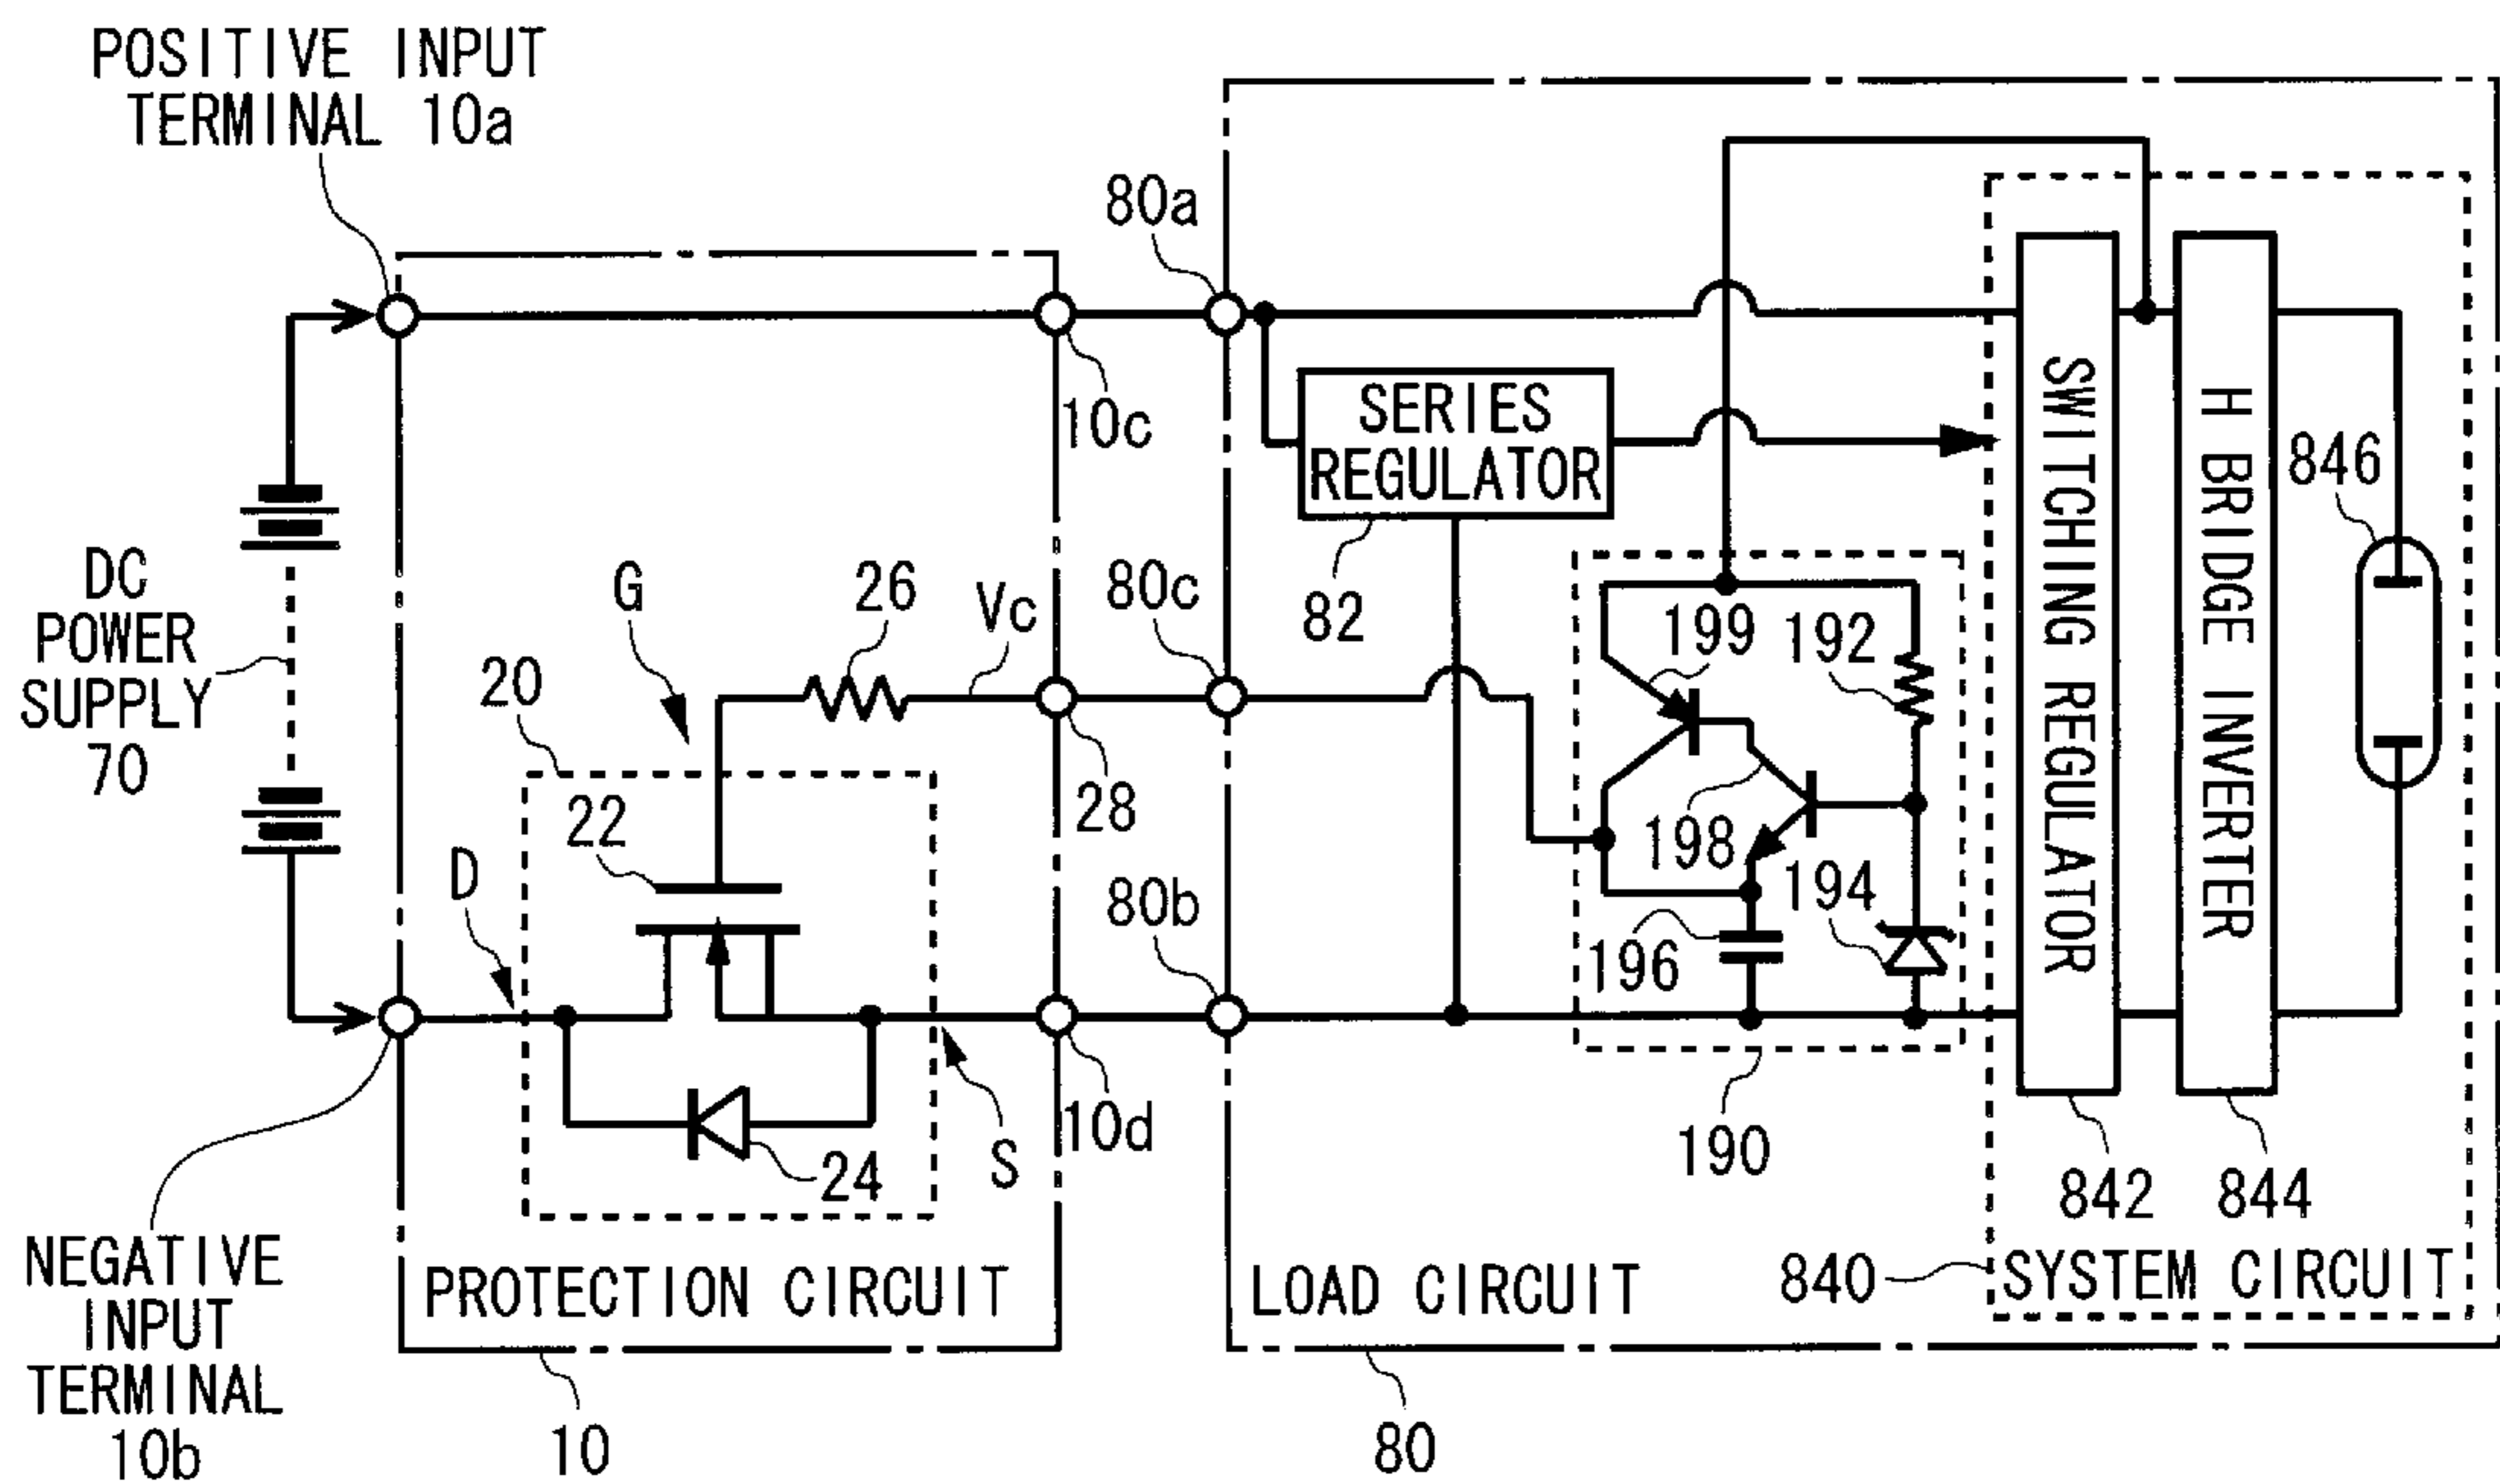 POSITIVE INPUT
TERMINAL 10a
80a
10c
SERIES
REGULATOR
82
SWITCHING REGULATOR
H BRIDGE INVERTER
846
DC
POWER
SUPPLY
70
G
26
Vc
80c
20
22
28
199
192
198
194
196
D
80b
24
S
10d
190
842
844
NEGATIVE
INPUT
TERMINAL
10b
PROTECTION CIRCUIT
LOAD CIRCUIT
840
SYSTEM CIRCUIT
10
80